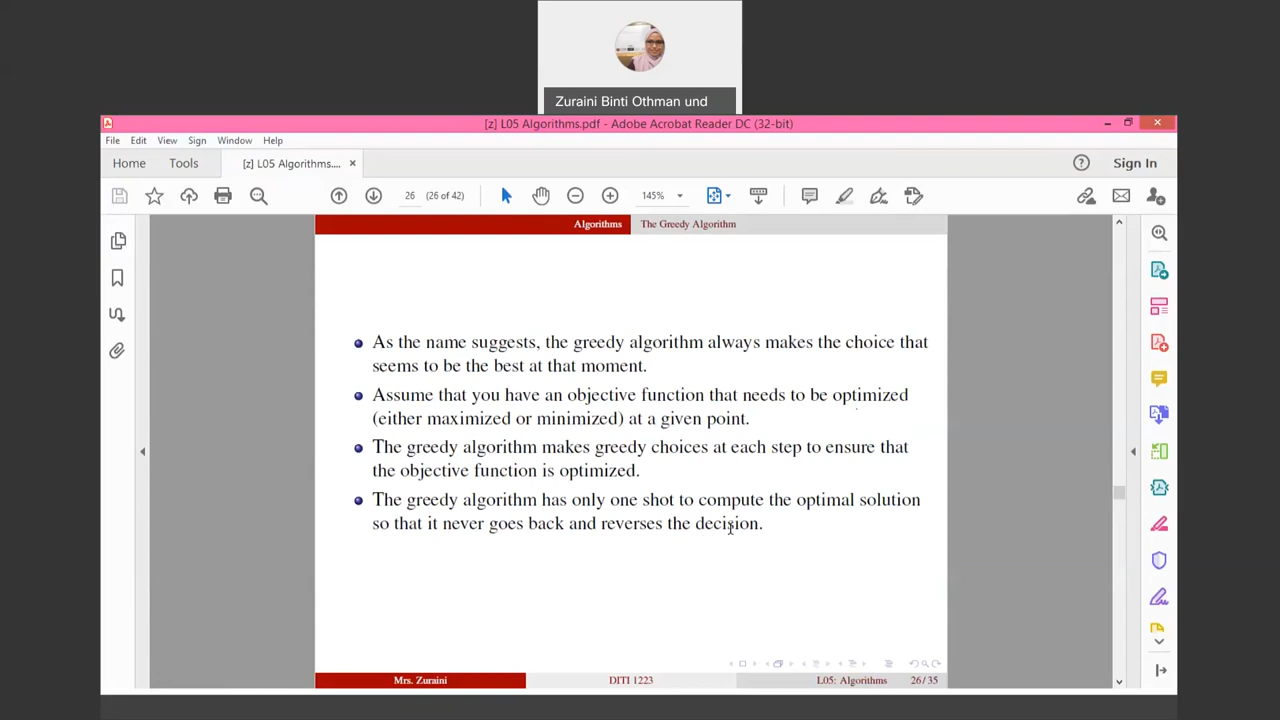 Zuraini Binti Othman und
[z] L05 Algorithms.pdf - Adobe Acrobat Reader DC (32-bit)
File Edit View Sign Window Help
Home Tools [z] L05 Algorithms.... Sign In
26 (26 of 42) 145%
Algorithms The Greedy Algorithm
As the name suggests, the greedy algorithm always makes the choice that
seems to be the best at that moment.
Assume that you have an objective function that needs to be optimized
(either maximized or minimized) at a given point.
The greedy algorithm makes greedy choices at each step to ensure that
the objective function is optimized.
The greedy algorithm has only one shot to compute the optimal solution
so that it never goes back and reverses the decision.
Mrs. Zuraini DITI 1223 L05: Algorithms 26 / 35